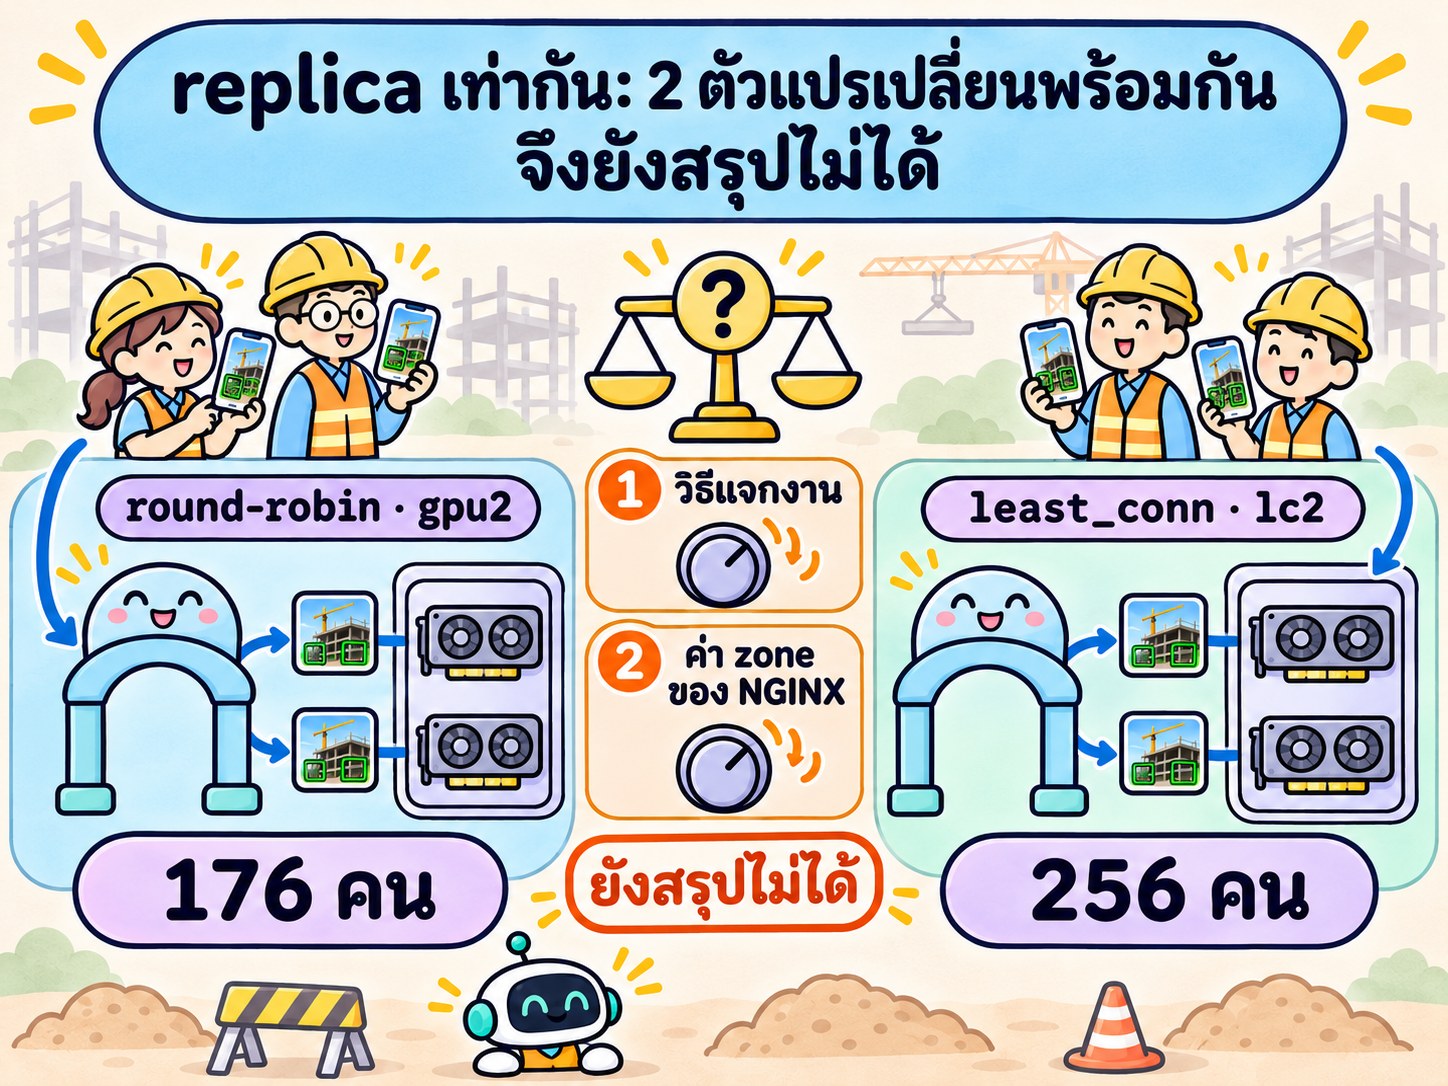 replica เท่ากัน: 2 ตัวแปรเปลี่ยนพร้อมกัน
จึงยังสรุปไม่ได้
?
round-robin · gpu2
1 วิธีแจกงาน
2 ค่า zone
ของ NGINX
least_conn · lc2
176 คน
ยังสรุปไม่ได้
256 คน